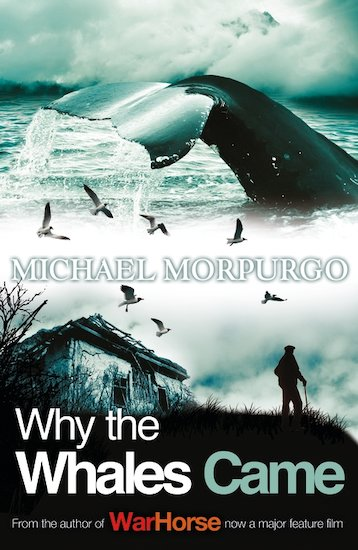 MICHAEL MORPURGO
Why the
Whales Came
From the author of WarHorse now a major feature film